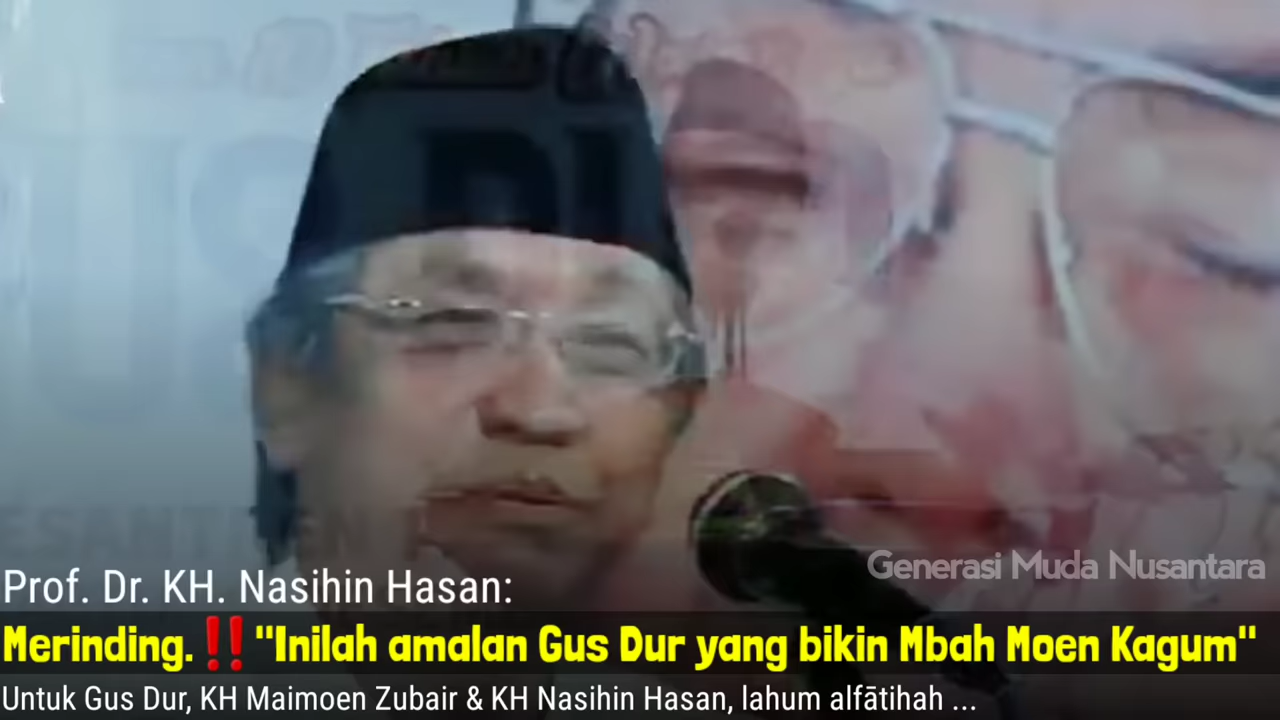 Generasi Muda Nusantara
Prof. Dr. KH. Nasihin Hasan:
Merinding.‼️"Inilah amalan Gus Dur yang bikin Mbah Moen Kagum"
Untuk Gus Dur, KH Maimoen Zubair & KH Nasihin Hasan, lahum alfātihah ...